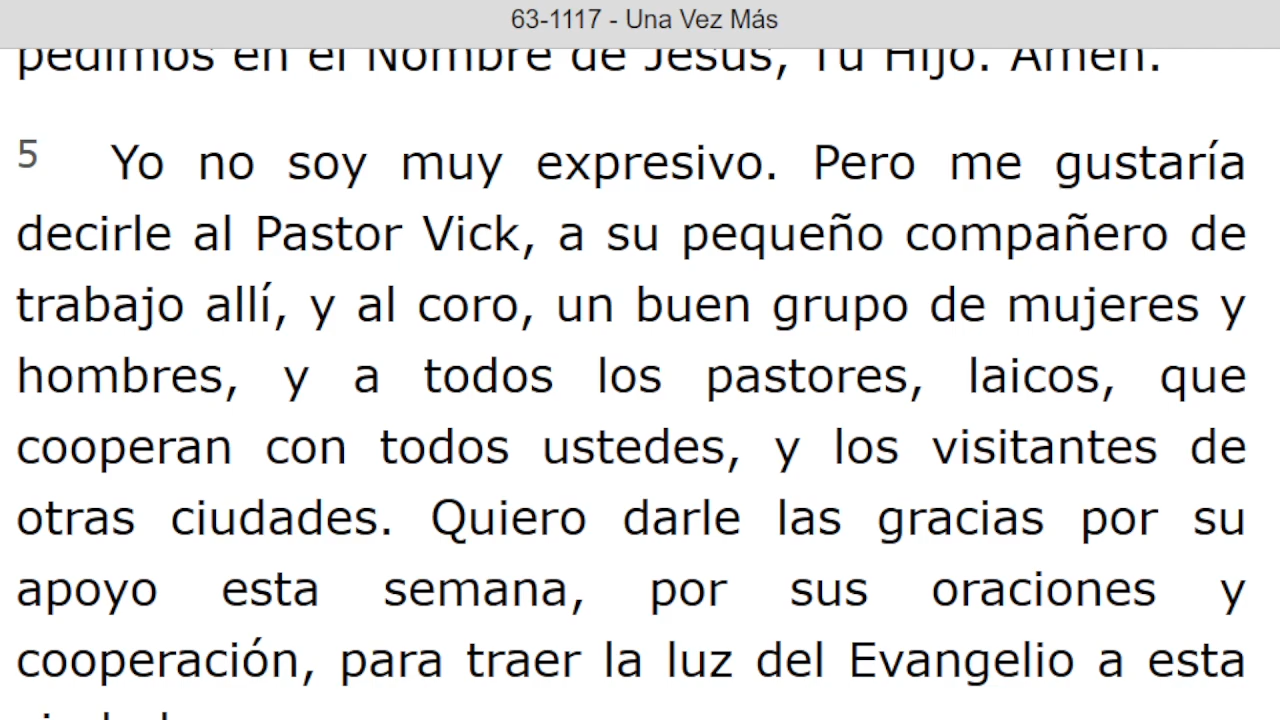 63-1117 - Una Vez Más
pedimos en el Nombre de Jesús, Tu Hijo. Amén.
5 Yo no soy muy expresivo. Pero me gustaría
decirle al Pastor Vick, a su pequeño compañero de
trabajo allí, y al coro, un buen grupo de mujeres y
hombres, y a todos los pastores, laicos, que
cooperan con todos ustedes, y los visitantes de
otras ciudades. Quiero darle las gracias por su
apoyo esta semana, por sus oraciones y
cooperación, para traer la luz del Evangelio a esta